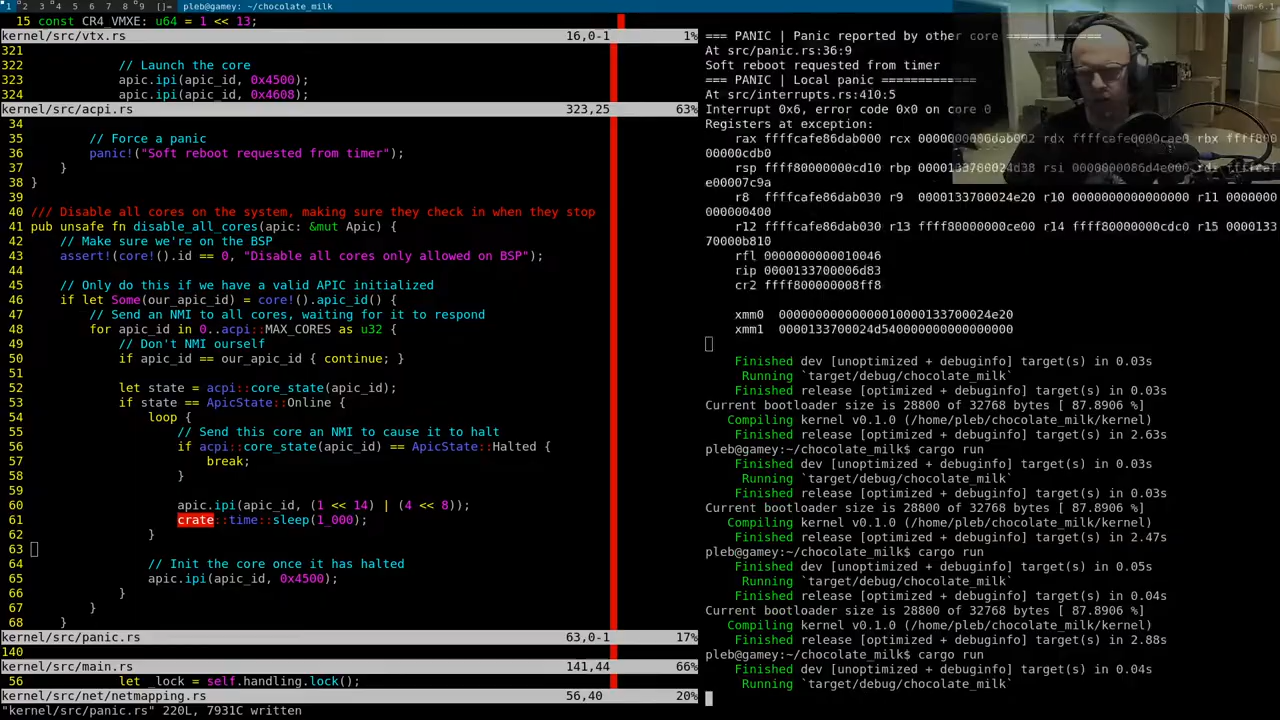 1 2 3 4 5 6 7 8 9 []= pleb@gamey: ~/chocolate_milk
dwm-6.1
15 const CR4_VMXE: u64 = 1 << 13;
kernel/src/vtx.rs 16,0-1 1%
321
322 // Launch the core
323 apic.ipi(apic_id, 0x4500);
324 apic.ipi(apic_id, 0x4608);
kernel/src/acpi.rs 323,25 63%
34
35 // Force a panic
36 panic!("Soft reboot requested from timer");
37 }
38 }
39
40 /// Disable all cores on the system, making sure they check in when they stop
41 pub unsafe fn disable_all_cores(apic: &mut Apic) {
42 // Make sure we're on the BSP
43 assert!(core!().id == 0, "Disable all cores only allowed on BSP");
44
45 // Only do this if we have a valid APIC initialized
46 if let Some(our_apic_id) = core!().apic_id() {
47 // Send an NMI to all cores, waiting for it to respond
48 for apic_id in 0..acpi::MAX_CORES as u32 {
49 // Don't NMI ourself
50 if apic_id == our_apic_id { continue; }
51
52 let state = acpi::core_state(apic_id);
53 if state == ApicState::Online {
54 loop {
55 // Send this core an NMI to cause it to halt
56 if acpi::core_state(apic_id) == ApicState::Halted {
57 break;
58 }
59
60 apic.ipi(apic_id, (1 << 14) | (4 << 8));
61 crate::time::sleep(1_000);
62 }
63
64 // Init the core once it has halted
65 apic.ipi(apic_id, 0x4500);
66 }
67 }
68 }
kernel/src/panic.rs 63,0-1 17%
140
kernel/src/main.rs 141,44 66%
56 let _lock = self.handling.lock();
kernel/src/net/netmapping.rs 56,40 20%
"kernel/src/panic.rs" 220L, 7931C written
=== PANIC | Panic reported by other core ============
At src/panic.rs:36:9
Soft reboot requested from timer
=== PANIC | Local panic ============
At src/interrupts.rs:410:5
Interrupt 0x6, error code 0x0 on core 0
Registers at exception:
rax ffffcafe86dab000 rcx 0000000086dab002 rdx ffffcafe0000cae0 rbx ffff800
00000cdb0
rsp ffff80000000cd10 rbp 0000133700024d38 rsi
e00007c9a
r8 ffffcafe86dab030 r9 0000133700024e20 r10 0000000000000000 r11 0000000
000000400
r12 ffffcafe86dab030 r13 ffff80000000ce00 r14 ffff80000000cdc0 r15 0000133
70000b810
rfl 0000000000010046
rip 0000133700006d83
cr2 ffff800000008ff8
xmm0 00000000000000010000133700024e20
xmm1 0000133700024d540000000000000000
Finished dev [unoptimized + debuginfo] target(s) in 0.03s
Running `target/debug/chocolate_milk`
Finished release [optimized + debuginfo] target(s) in 0.03s
Current bootloader size is 28800 of 32768 bytes [ 87.8906 %]
Compiling kernel v0.1.0 (/home/pleb/chocolate_milk/kernel)
Finished release [optimized + debuginfo] target(s) in 2.63s
pleb@gamey:~/chocolate_milk$ cargo run
Finished dev [unoptimized + debuginfo] target(s) in 0.03s
Running `target/debug/chocolate_milk`
Finished release [optimized + debuginfo] target(s) in 0.03s
Current bootloader size is 28800 of 32768 bytes [ 87.8906 %]
Compiling kernel v0.1.0 (/home/pleb/chocolate_milk/kernel)
Finished release [optimized + debuginfo] target(s) in 2.47s
pleb@gamey:~/chocolate_milk$ cargo run
Finished dev [unoptimized + debuginfo] target(s) in 0.05s
Running `target/debug/chocolate_milk`
Finished release [optimized + debuginfo] target(s) in 0.04s
Current bootloader size is 28800 of 32768 bytes [ 87.8906 %]
Compiling kernel v0.1.0 (/home/pleb/chocolate_milk/kernel)
Finished release [optimized + debuginfo] target(s) in 2.88s
pleb@gamey:~/chocolate_milk$ cargo run
Finished dev [unoptimized + debuginfo] target(s) in 0.04s
Running `target/debug/chocolate_milk`